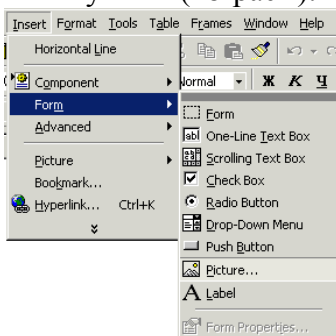 Insert Format Tools Table Frames Window Help
Horizontal Line
Normal Ж К Ч
Component
Form
Form
Advanced
One-Line Text Box
Scrolling Text Box
Picture
Check Box
Bookmark...
Radio Button
Hyperlink... Ctrl+K
Drop-Down Menu
Push Button
Picture...
A Label
Form Properties...